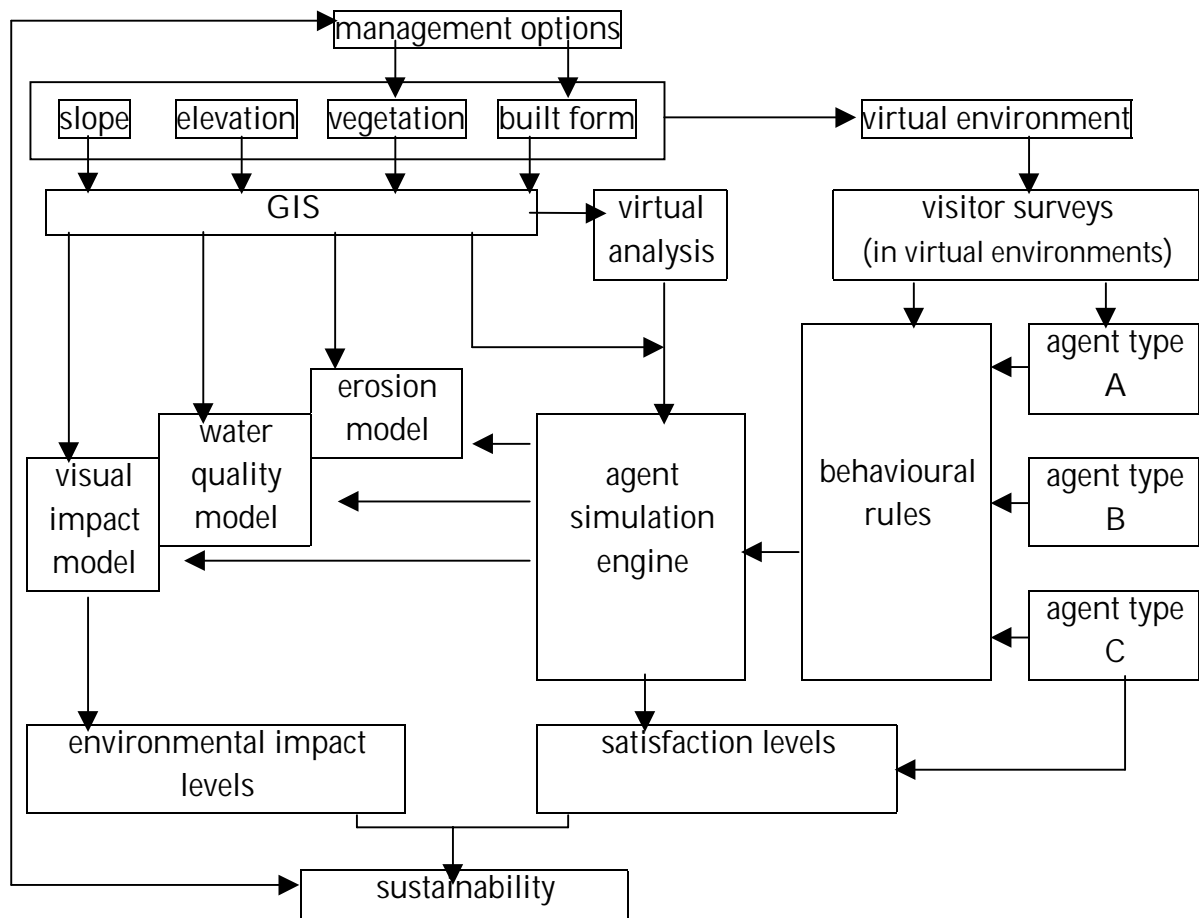 management options
slope
elevation
vegetation
built form
virtual environment
GIS
virtual
analysis
visitor surveys
(in virtual environments)
agent type
A
erosion
model
water
quality
model
visual
impact
model
agent
simulation
engine
behavioural
rules
agent type
B
agent type
C
environmental impact
levels
satisfaction levels
sustainability